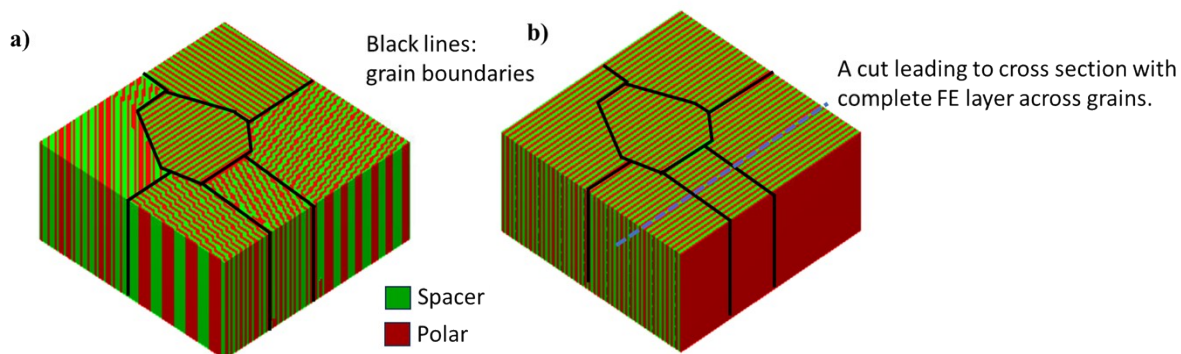 a)
Black lines:
grain boundaries
b)
A cut leading to cross section with
complete FE layer across grains.
Spacer
Polar